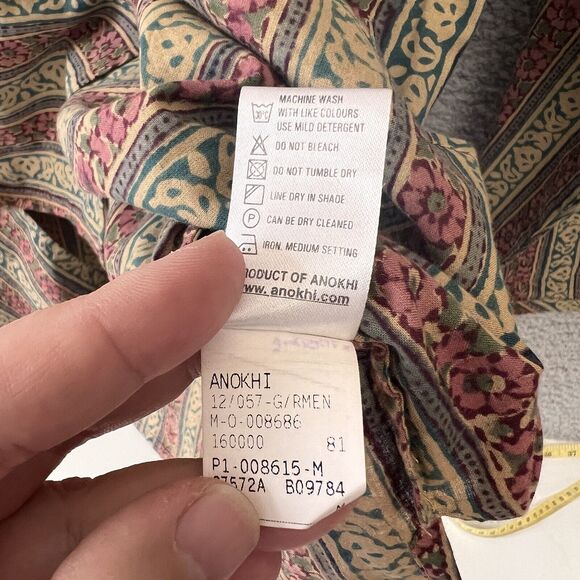 MACHINE WASH
30°C WITH LIKE COLOURS
USE MILD DETERGENT
DO NOT BLEACH
DO NOT TUMBLE DRY
LINE DRY IN SHADE
P CAN BE DRY CLEANED
IRON, MEDIUM SETTING
PRODUCT OF ANOKHI
www.anokhi.com
ANOKHI
12/057-G/RMEN
M-O-008686
160000 81
P1-008615-M
27572A B09784